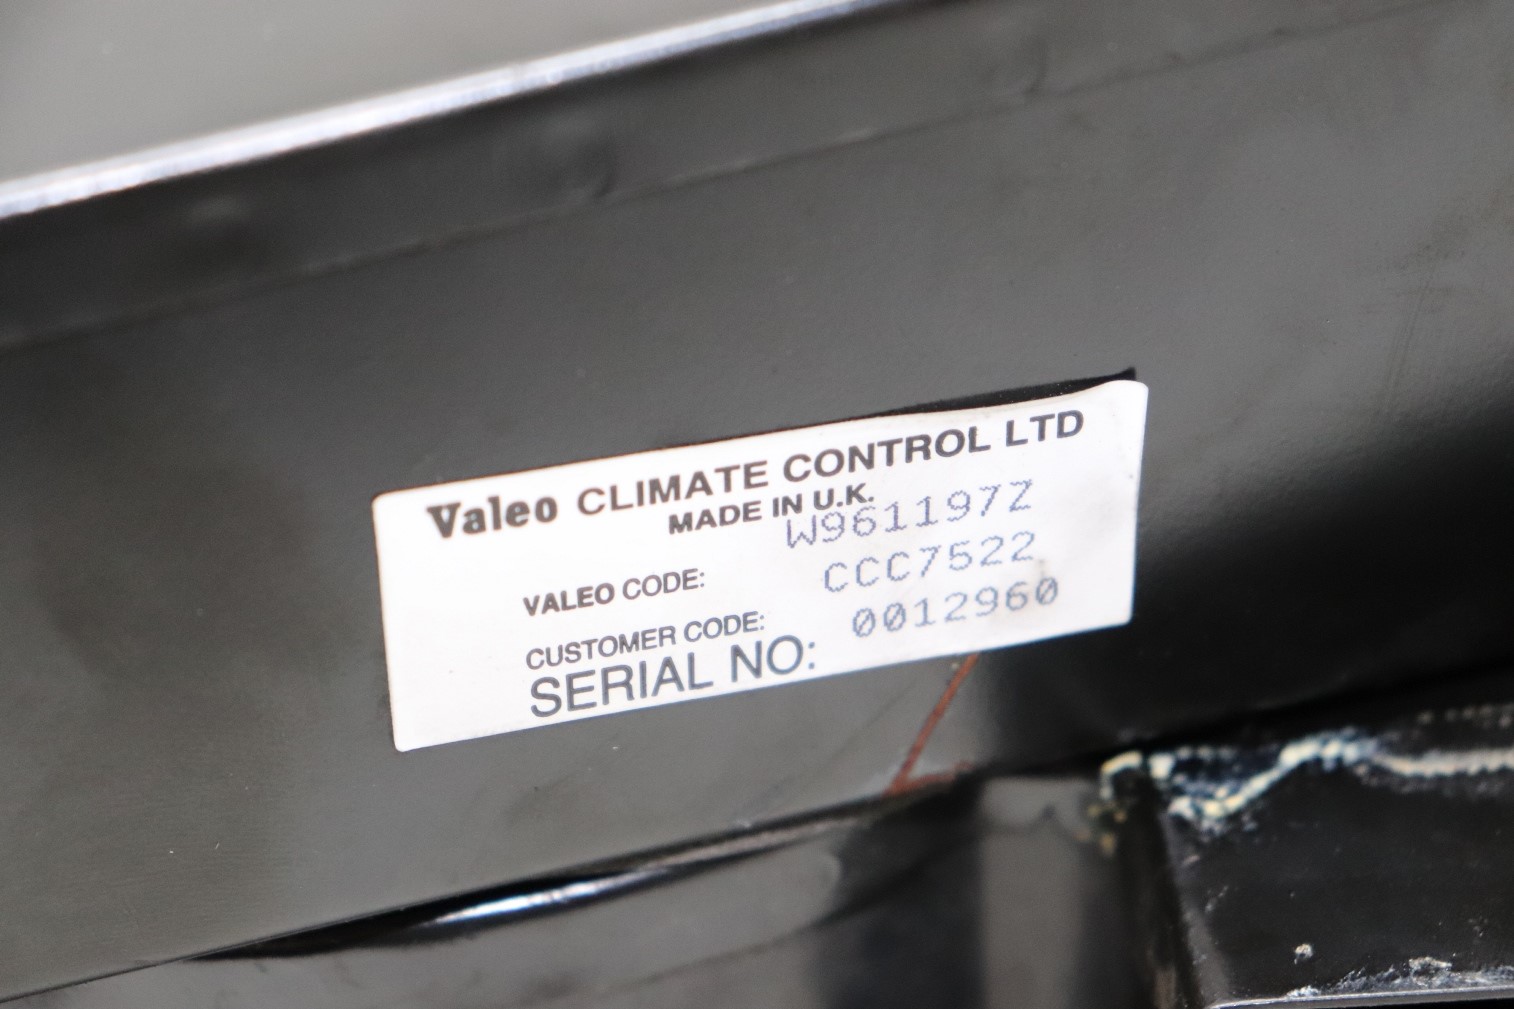 Valeo CLIMATE CONTROL LTD
MADE IN U.K.
W961197Z
VALEO CODE: CCC7522
CUSTOMER CODE: 0012960
SERIAL NO: